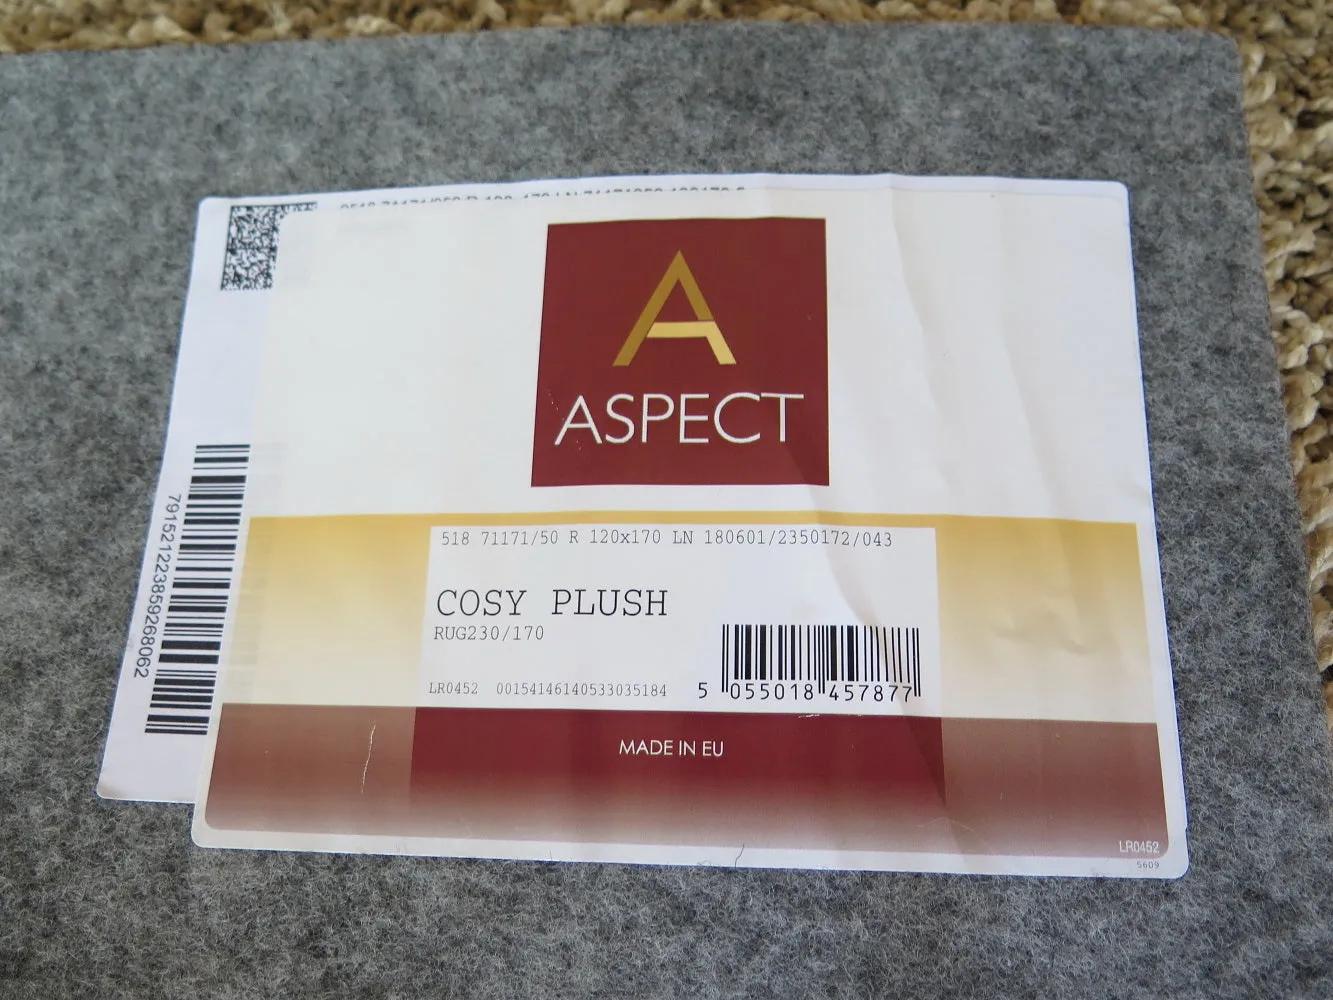 A
ASPECT
518 71171/50 R 120x170 LN 180601/2350172/043
COSY PLUSH
RUG230/170
LR0452 00154146140533035184
5 055018 457877
MADE IN EU
LR0452
5609
791521223859268062